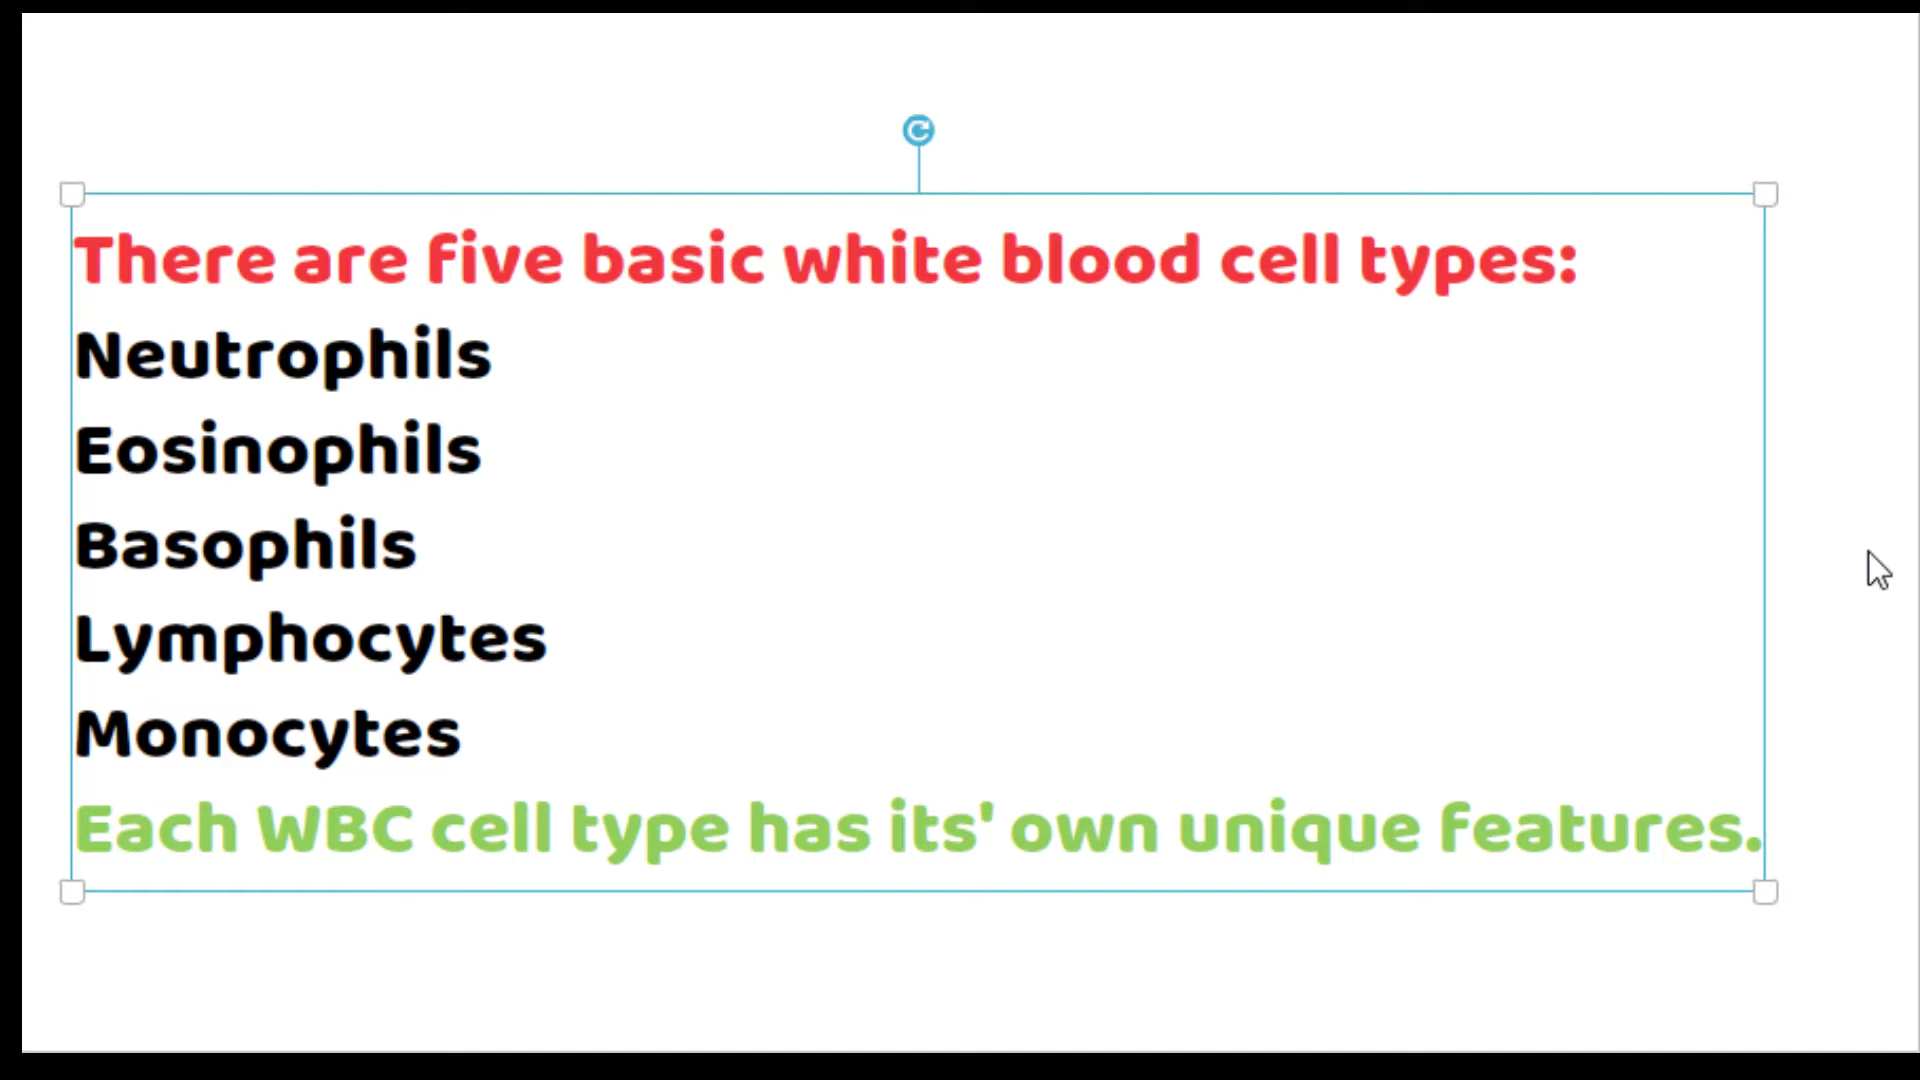 There are five basic white blood cell types:
Neutrophils
Eosinophils
Basophils
Lymphocytes
Monocytes
Each WBC cell type has its' own unique features.